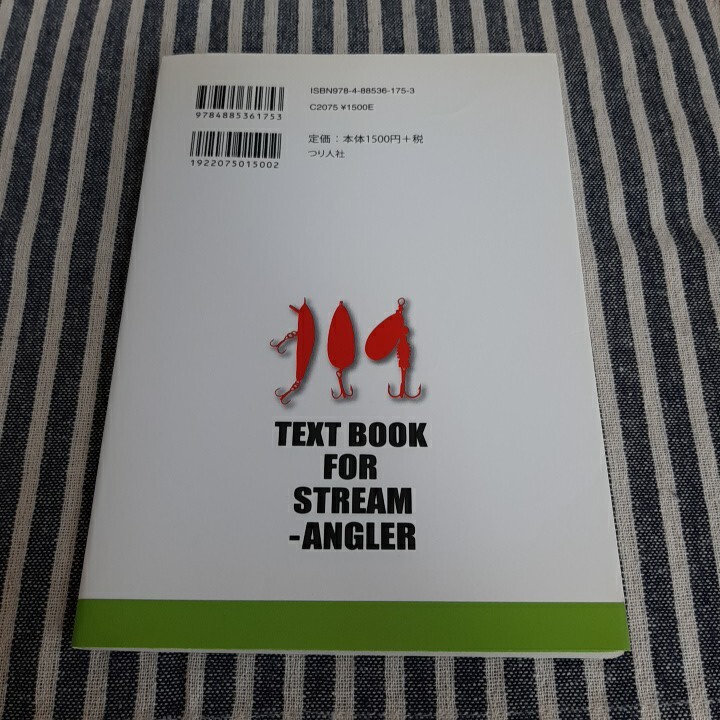 ISBN978-4-88536-175-3
C2075 ¥1500E
9784885361753
定価：本体1500円＋税
つり人社
1922075015002
TEXT BOOK
FOR
STREAM
-ANGLER